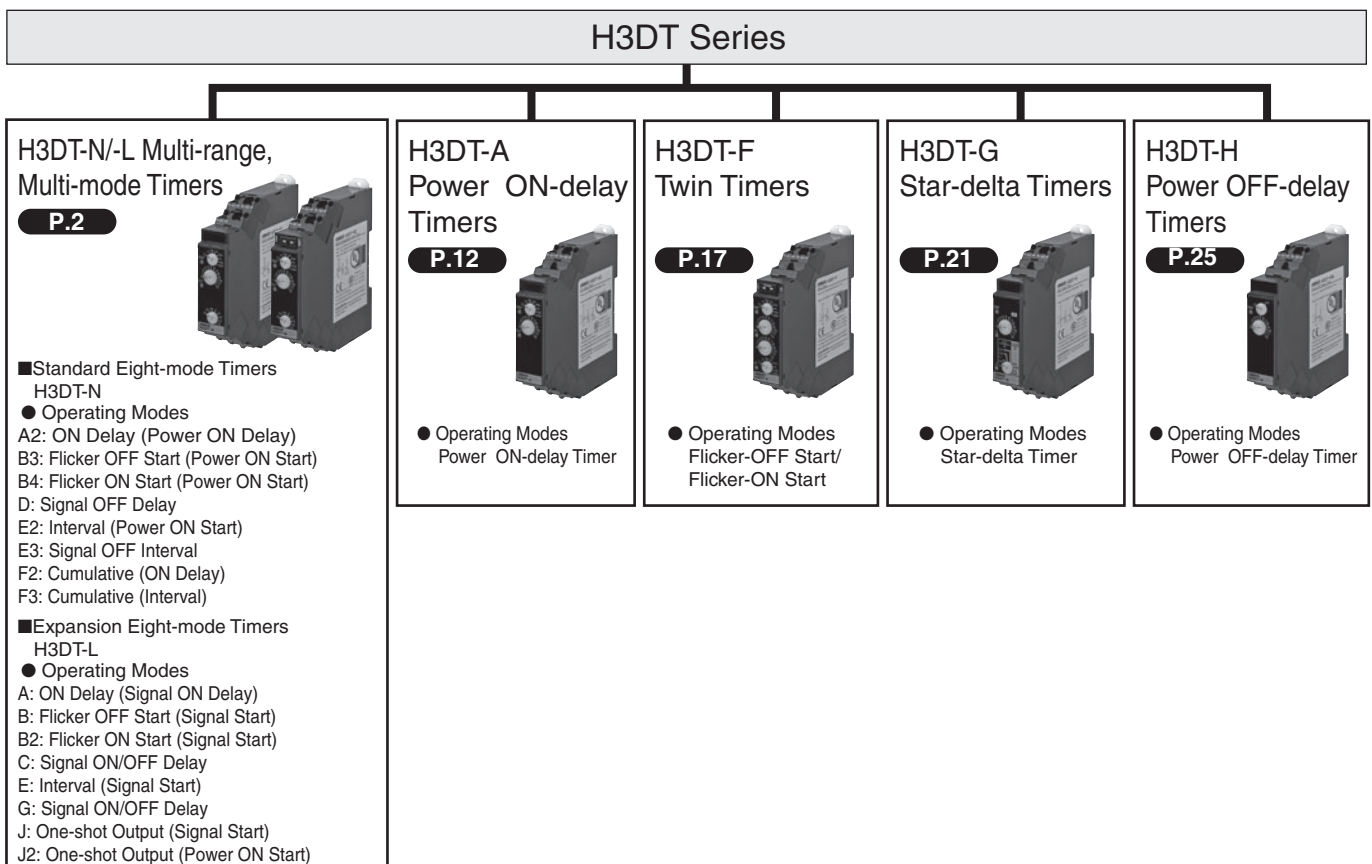 H3DT Series
H3DT-N/-L Multi-range,
Multi-mode Timers
P.2
■Standard Eight-mode Timers
H3DT-N
● Operating Modes
A2: ON Delay (Power ON Delay)
B3: Flicker OFF Start (Power ON Start)
B4: Flicker ON Start (Power ON Start)
D: Signal OFF Delay
E2: Interval (Power ON Start)
E3: Signal OFF Interval
F2: Cumulative (ON Delay)
F3: Cumulative (Interval)
■Expansion Eight-mode Timers
H3DT-L
● Operating Modes
A: ON Delay (Signal ON Delay)
B: Flicker OFF Start (Signal Start)
B2: Flicker ON Start (Signal Start)
C: Signal ON/OFF Delay
E: Interval (Signal Start)
G: Signal ON/OFF Delay
J: One-shot Output (Signal Start)
J2: One-shot Output (Power ON Start)
H3DT-A
Power ON-delay
Timers
P.12
● Operating Modes
Power ON-delay Timer
H3DT-F
Twin Timers
P.17
● Operating Modes
Flicker-OFF Start/
Flicker-ON Start
H3DT-G
Star-delta Timers
P.21
● Operating Modes
Star-delta Timer
H3DT-H
Power OFF-delay
Timers
P.25
● Operating Modes
Power OFF-delay Timer